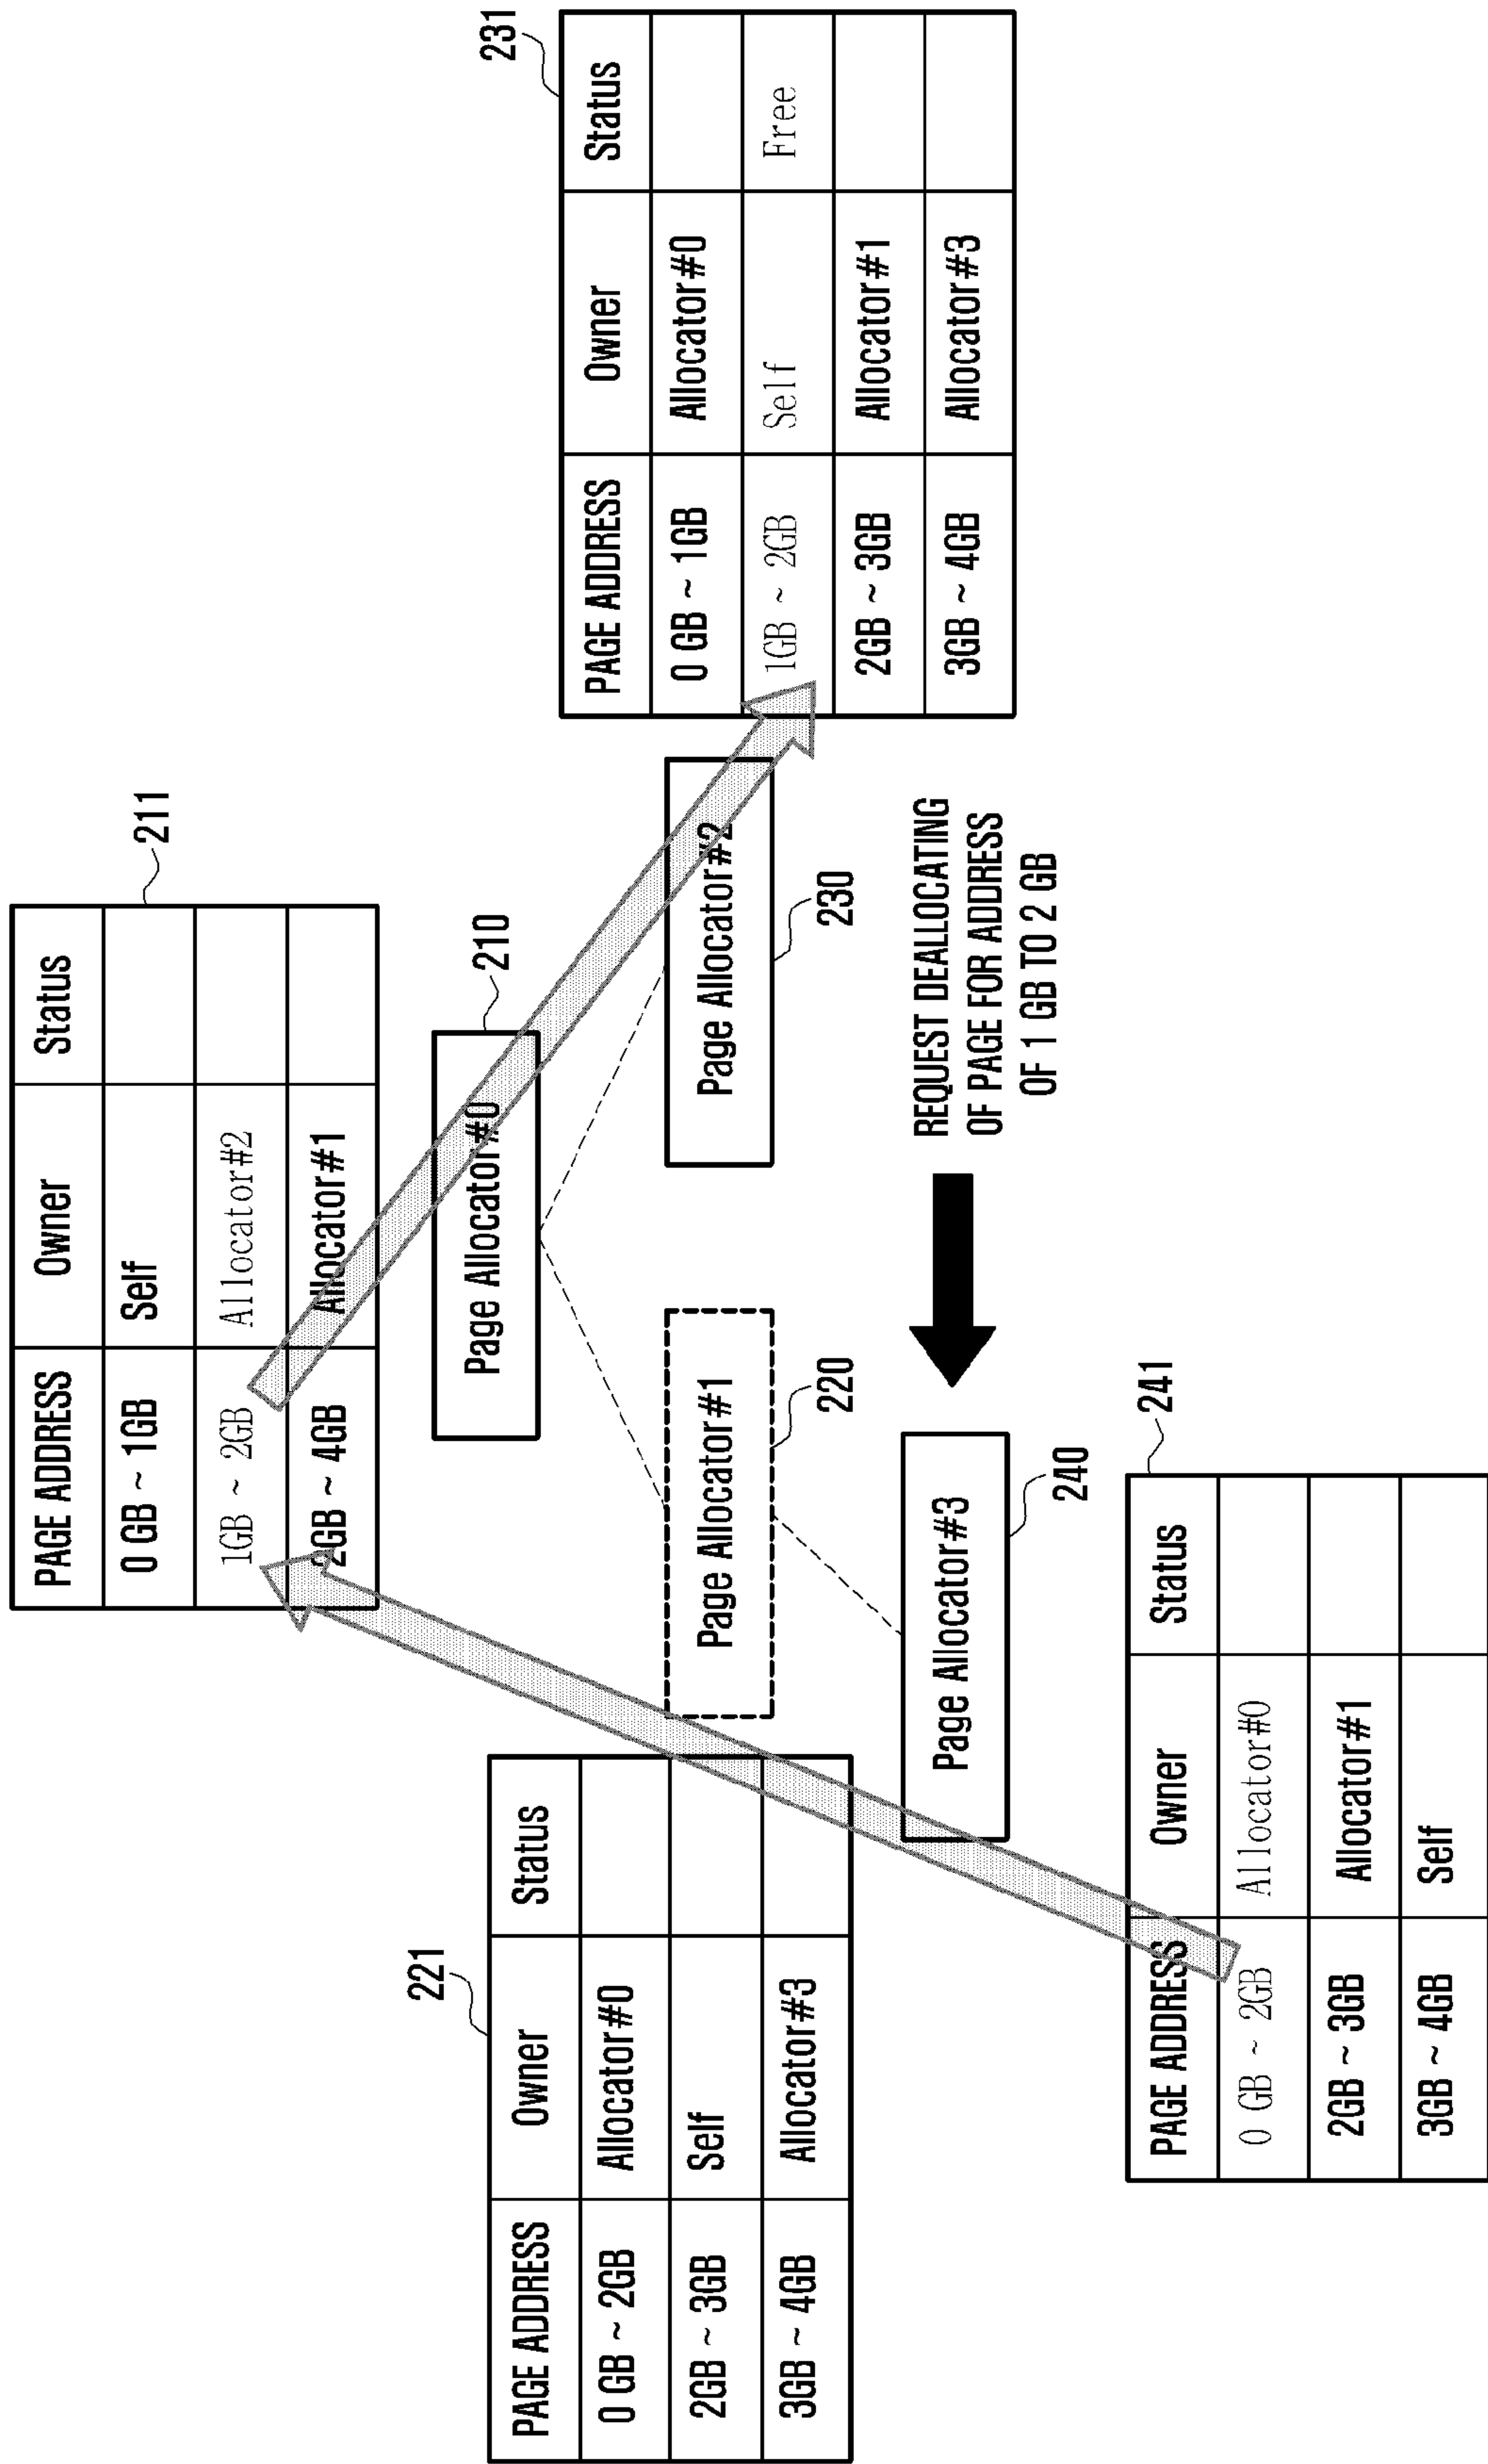 211
PAGE ADDRESS Owner Status
0 GB ~ 1GB Self
1GB ~ 2GB Allocator#2
2GB ~ 4GB Allocator#1
221
PAGE ADDRESS Owner Status
0 GB ~ 2GB Allocator#0
2GB ~ 3GB Self
3GB ~ 4GB Allocator#3
Page Allocator#0
210
231
PAGE ADDRESS Owner Status
0 GB ~ 1GB Allocator#0
1GB ~ 2GB Self Free
2GB ~ 3GB Allocator#1
3GB ~ 4GB Allocator#3
Page Allocator#1
220
Page Allocator#2
230
Page Allocator#3
240
REQUEST DEALLOCATING
OF PAGE FOR ADDRESS
OF 1 GB TO 2 GB
241
PAGE ADDRESS Owner Status
0 GB ~ 2GB Allocator#0
2GB ~ 3GB Allocator#1
3GB ~ 4GB Self